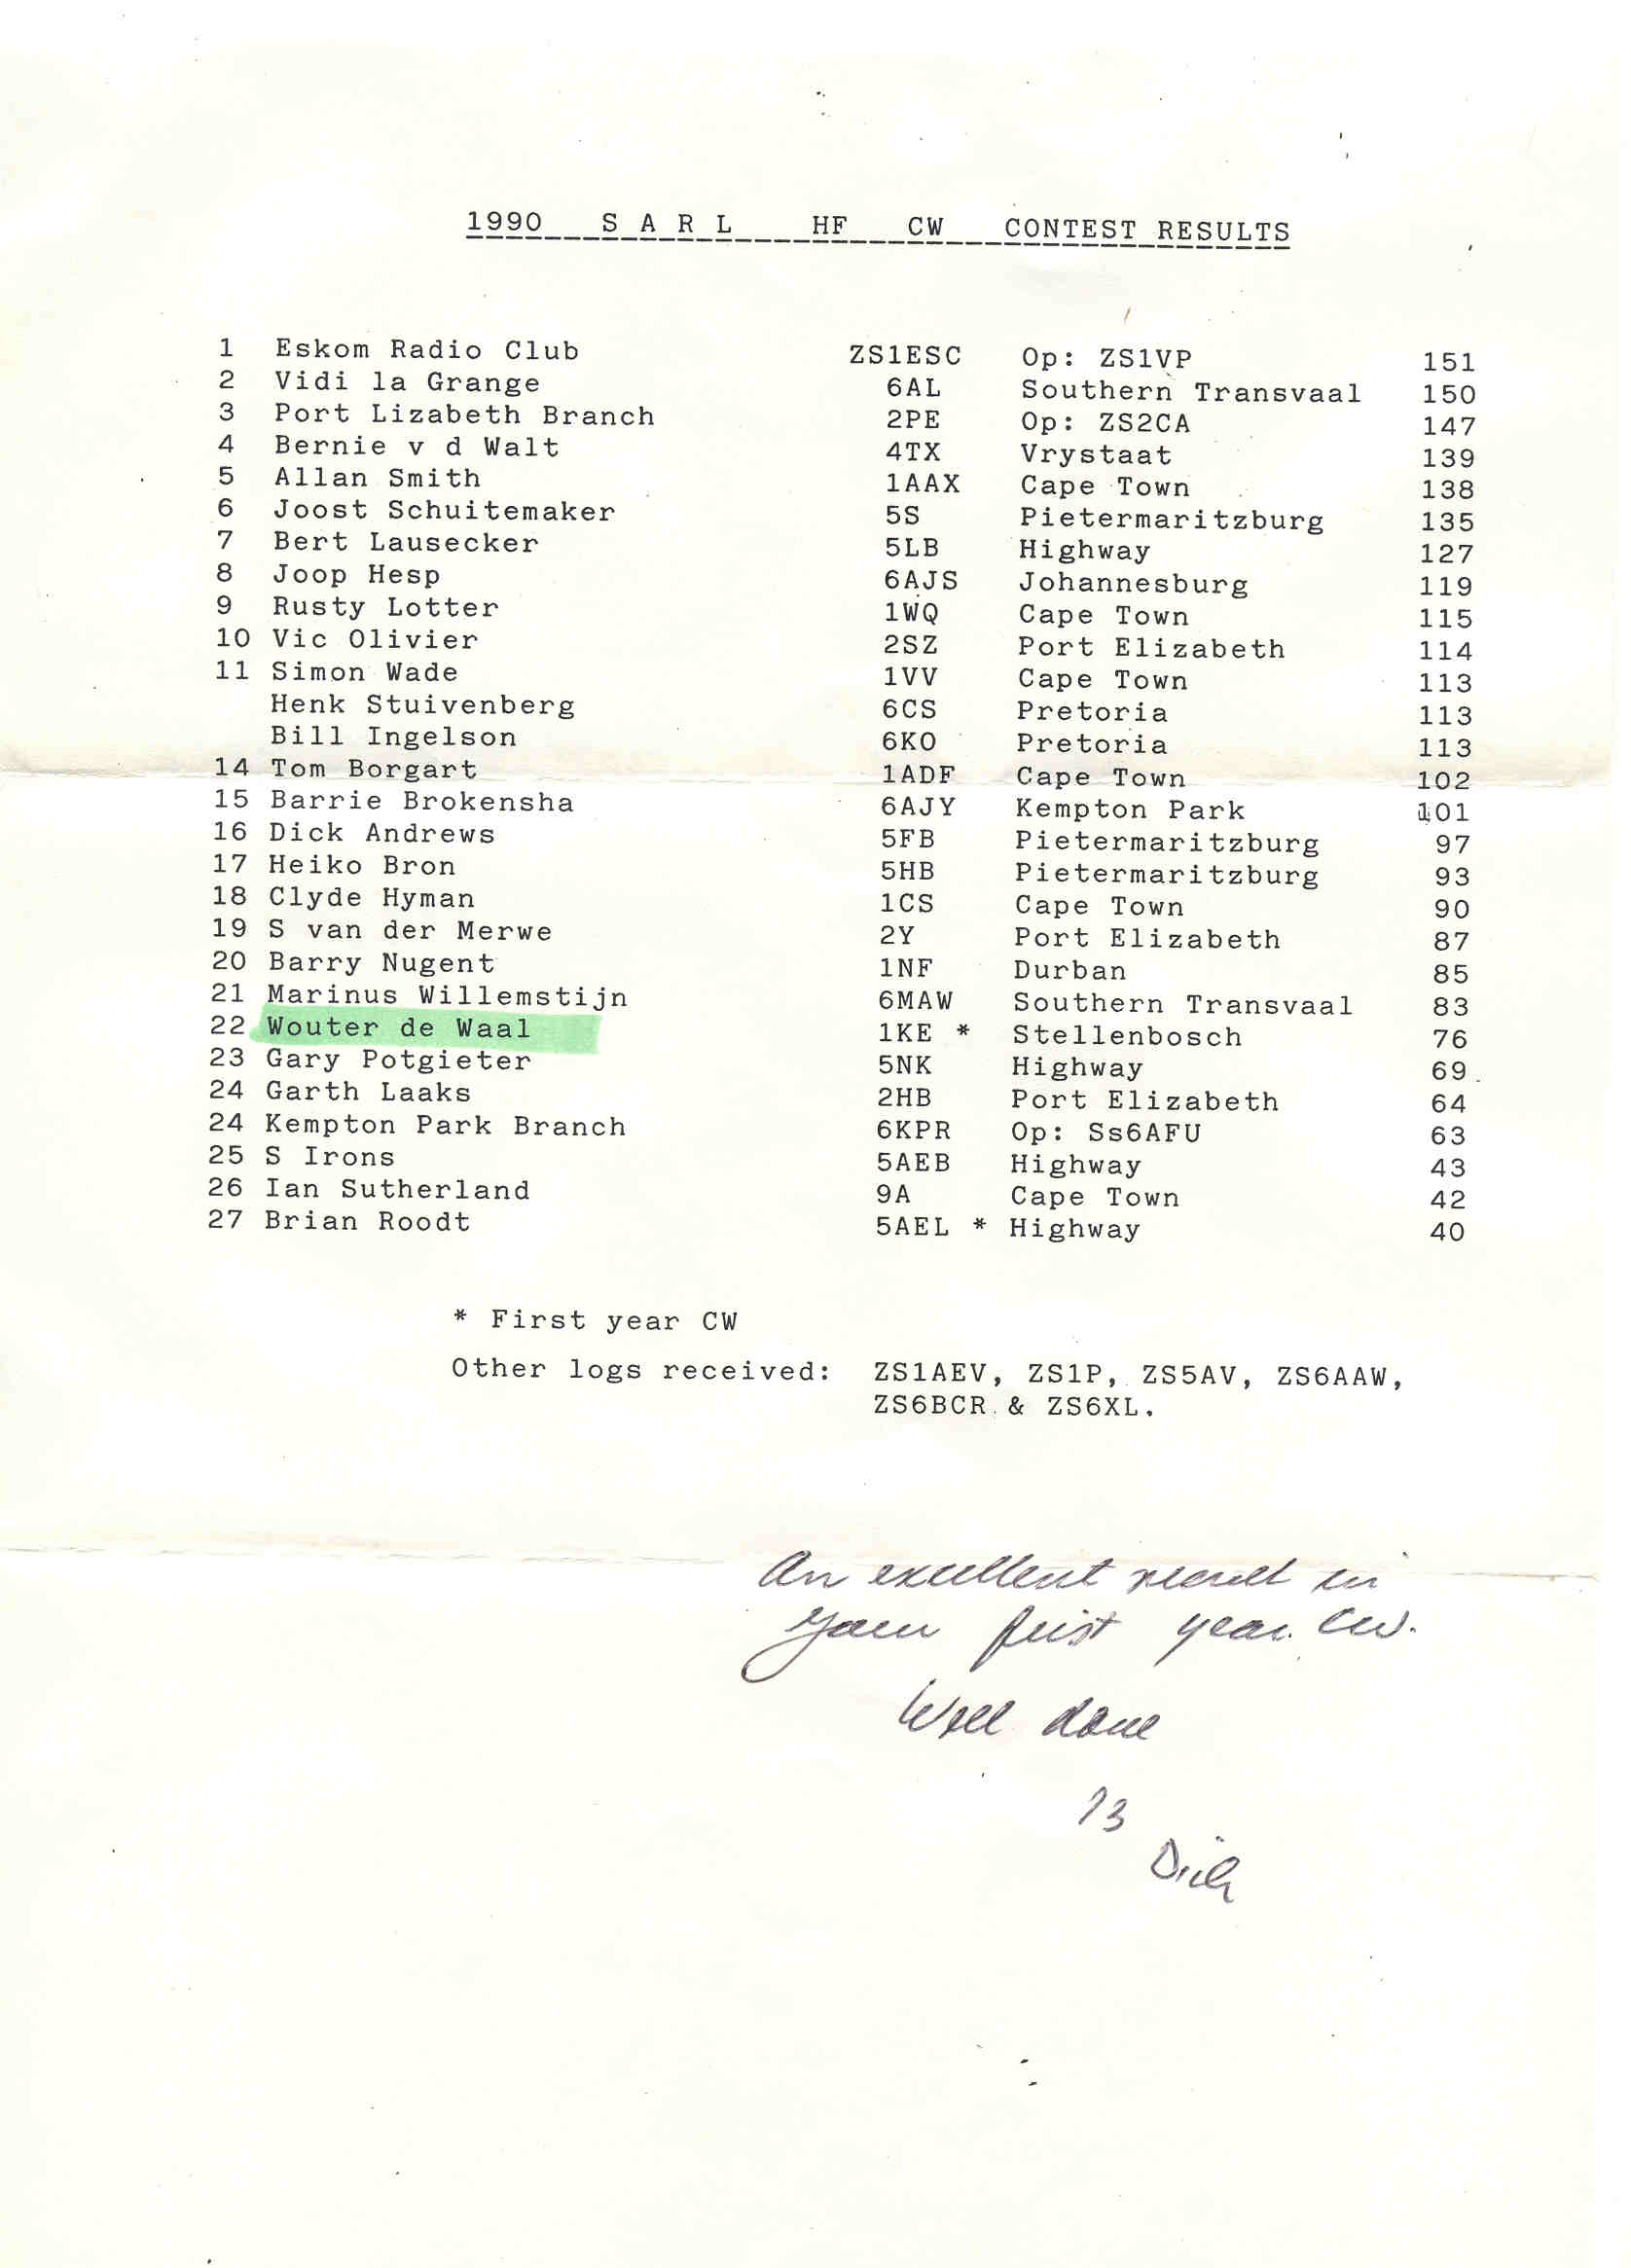 1990 S A R L HF CW CONTEST RESULTS
1 Eskom Radio Club ZS1ESC Op: ZS1VP 151
2 Vidi la Grange 6AL Southern Transvaal 150
3 Port Lizabeth Branch 2PE Op: ZS2CA 147
4 Bernie v d Walt 4TX Vrystaat 139
5 Allan Smith 1AAX Cape Town 138
6 Joost Schuitemaker 5S Pietermaritzburg 135
7 Bert Lausecker 5LB Highway 127
8 Joop Hesp 6AJS Johannesburg 119
9 Rusty Lotter 1WQ Cape Town 115
10 Vic Olivier 2SZ Port Elizabeth 114
11 Simon Wade 1VV Cape Town 113
Henk Stuivenberg 6CS Pretoria 113
Bill Ingelson 6KO Pretoria 113
14 Tom Borgart 1ADF Cape Town 102
15 Barrie Brokensha 6AJY Kempton Park 101
16 Dick Andrews 5FB Pietermaritzburg 97
17 Heiko Bron 5HB Pietermaritzburg 93
18 Clyde Hyman 1CS Cape Town 90
19 S van der Merwe 2Y Port Elizabeth 87
20 Barry Nugent 1NF Durban 85
21 Marinus Willemstijn 6MAW Southern Transvaal 83
22 Wouter de Waal 1KE * Stellenbosch 76
23 Gary Potgieter 5NK Highway 69
24 Garth Laaks 2HB Port Elizabeth 64
24 Kempton Park Branch 6KPR Op: Ss6AFU 63
25 S Irons 5AEB Highway 43
26 Ian Sutherland 9A Cape Town 42
27 Brian Roodt 5AEL * Highway 40
* First year CW
Other logs received: ZS1AEV, ZS1P, ZS5AV, ZS6AAW,
ZS6BCR & ZS6XL.
An excellent result in
your first year CW.
Well done
73
Dick